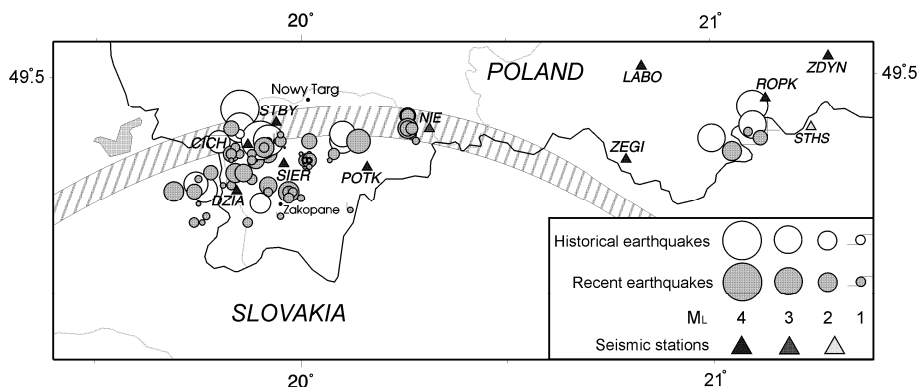 20°
21°
49.5°
49.5°
POLAND
LABO
ZDYN
ROPK
Nowy Targ
STBY
NIE
STHS
CICH
ZEGI
SIER
POTK
DZIA
Zakopane
SLOVAKIA
Historical earthquakes
Recent earthquakes
ML 4 3 2 1
Seismic stations
20°
21°